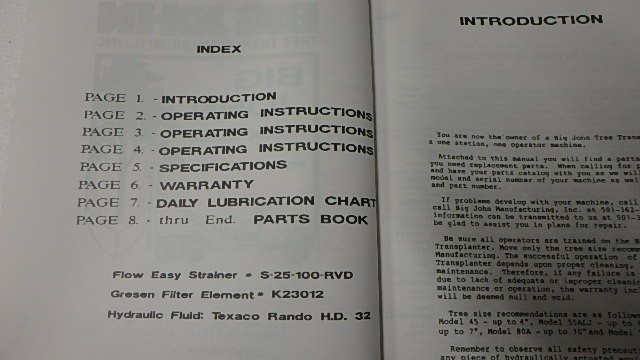 INDEX
PAGE 1. - INTRODUCTION
PAGE 2. - OPERATING INSTRUCTIONS
PAGE 3. - OPERATING INSTRUCTIONS
PAGE 4. - OPERATING INSTRUCTIONS
PAGE 5. - SPECIFICATIONS
PAGE 6. - WARRANTY
PAGE 7. - DAILY LUBRICATION CHART
PAGE 8. - thru End. PARTS BOOK
Flow Easy Strainer - S-25-100-RVD
Gresen Filter Element - K23012
Hydraulic Fluid: Texaco Rando H.D. 32
INTRODUCTION
You are now the owner of a Big John Tree
a one station, one operator machine.
Attached to this manual you will find a parts
you need replacement parts. When calling for
and have your parts catalog with you as we will
model and serial number of your machine as well
and part number.
If problems develop with your machine, call
call Big John Manufacturing, Inc. at 501-362-
information can be transmitted to us at 501-
be glad to assist you in plans for repair.
Be sure all operators are trained on the
Transplanter. Move only the tree size
Manufacturing. The successful operation of
Transplanter depends upon proper cleaning,
maintenance. Therefore, if any failure is
due to lack of adequate or improper
maintenance or operation, the warranty
will be deemed null and void.
Tree size recommendations are as
Model 45 - up to 4", Model
up to 7", Model 80A - up to 10" and Model
Remember to observe all safety
any piece of hydraulically actuated